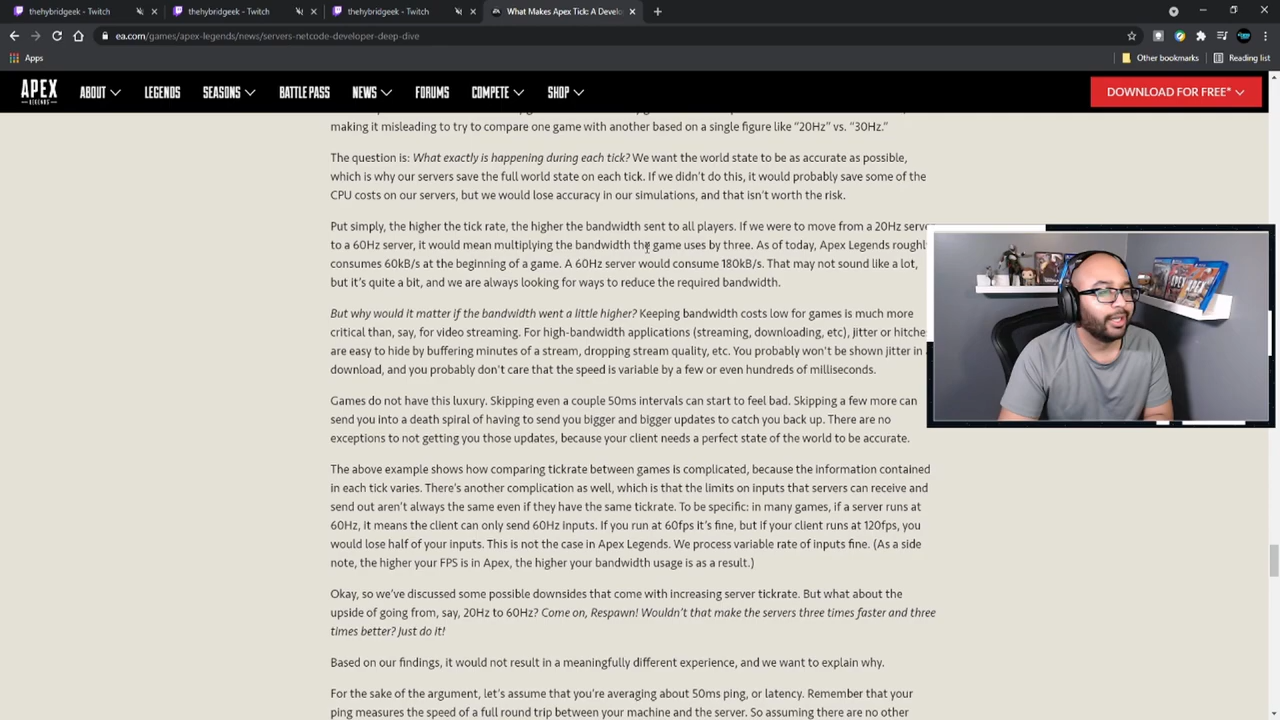 thehybridgeek - Twitch
thehybridgeek - Twitch
thehybridgeek - Twitch
What Makes Apex Tick: A Develo
ea.com/games/apex-legends/news/servers-netcode-developer-deep-dive
Apps
Other bookmarks
Reading list
APEX
LEGENDS
ABOUT
LEGENDS
SEASONS
BATTLE PASS
NEWS
FORUMS
COMPETE
SHOP
DOWNLOAD FOR FREE*
making it misleading to try to compare one game with another based on a single figure like “20Hz” vs. “30Hz.”
The question is: What exactly is happening during each tick? We want the world state to be as accurate as possible,
which is why our servers save the full world state on each tick. If we didn't do this, it would probably save some of the
CPU costs on our servers, but we would lose accuracy in our simulations, and that isn't worth the risk.
Put simply, the higher the tick rate, the higher the bandwidth sent to all players. If we were to move from a 20Hz serve
to a 60Hz server, it would mean multiplying the bandwidth the game uses by three. As of today, Apex Legends roughl
consumes 60kB/s at the beginning of a game. A 60Hz server would consume 180kB/s. That may not sound like a lot,
but it's quite a bit, and we are always looking for ways to reduce the required bandwidth.
But why would it matter if the bandwidth went a little higher? Keeping bandwidth costs low for games is much more
critical than, say, for video streaming. For high-bandwidth applications (streaming, downloading, etc), jitter or hitches
are easy to hide by buffering minutes of a stream, dropping stream quality, etc. You probably won't be shown jitter in
download, and you probably don't care that the speed is variable by a few or even hundreds of milliseconds.
Games do not have this luxury. Skipping even a couple 50ms intervals can start to feel bad. Skipping a few more can
send you into a death spiral of having to send you bigger and bigger updates to catch you back up. There are no
exceptions to not getting you those updates, because your client needs a perfect state of the world to be accurate.
The above example shows how comparing tickrate between games is complicated, because the information contained
in each tick varies. There's another complication as well, which is that the limits on inputs that servers can receive and
send out aren't always the same even if they have the same tickrate. To be specific: in many games, if a server runs at
60Hz, it means the client can only send 60Hz inputs. If you run at 60fps it's fine, but if your client runs at 120fps, you
would lose half of your inputs. This is not the case in Apex Legends. We process variable rate of inputs fine. (As a side
note, the higher your FPS is in Apex, the higher your bandwidth usage is as a result.)
Okay, so we've discussed some possible downsides that come with increasing server tickrate. But what about the
upside of going from, say, 20Hz to 60Hz? Come on, Respawn! Wouldn't that make the servers three times faster and three
times better? Just do it!
Based on our findings, it would not result in a meaningfully different experience, and we want to explain why.
For the sake of the argument, let's assume that you're averaging about 50ms ping, or latency. Remember that your
ping measures the speed of a full round trip between your machine and the server. So assuming there are no other